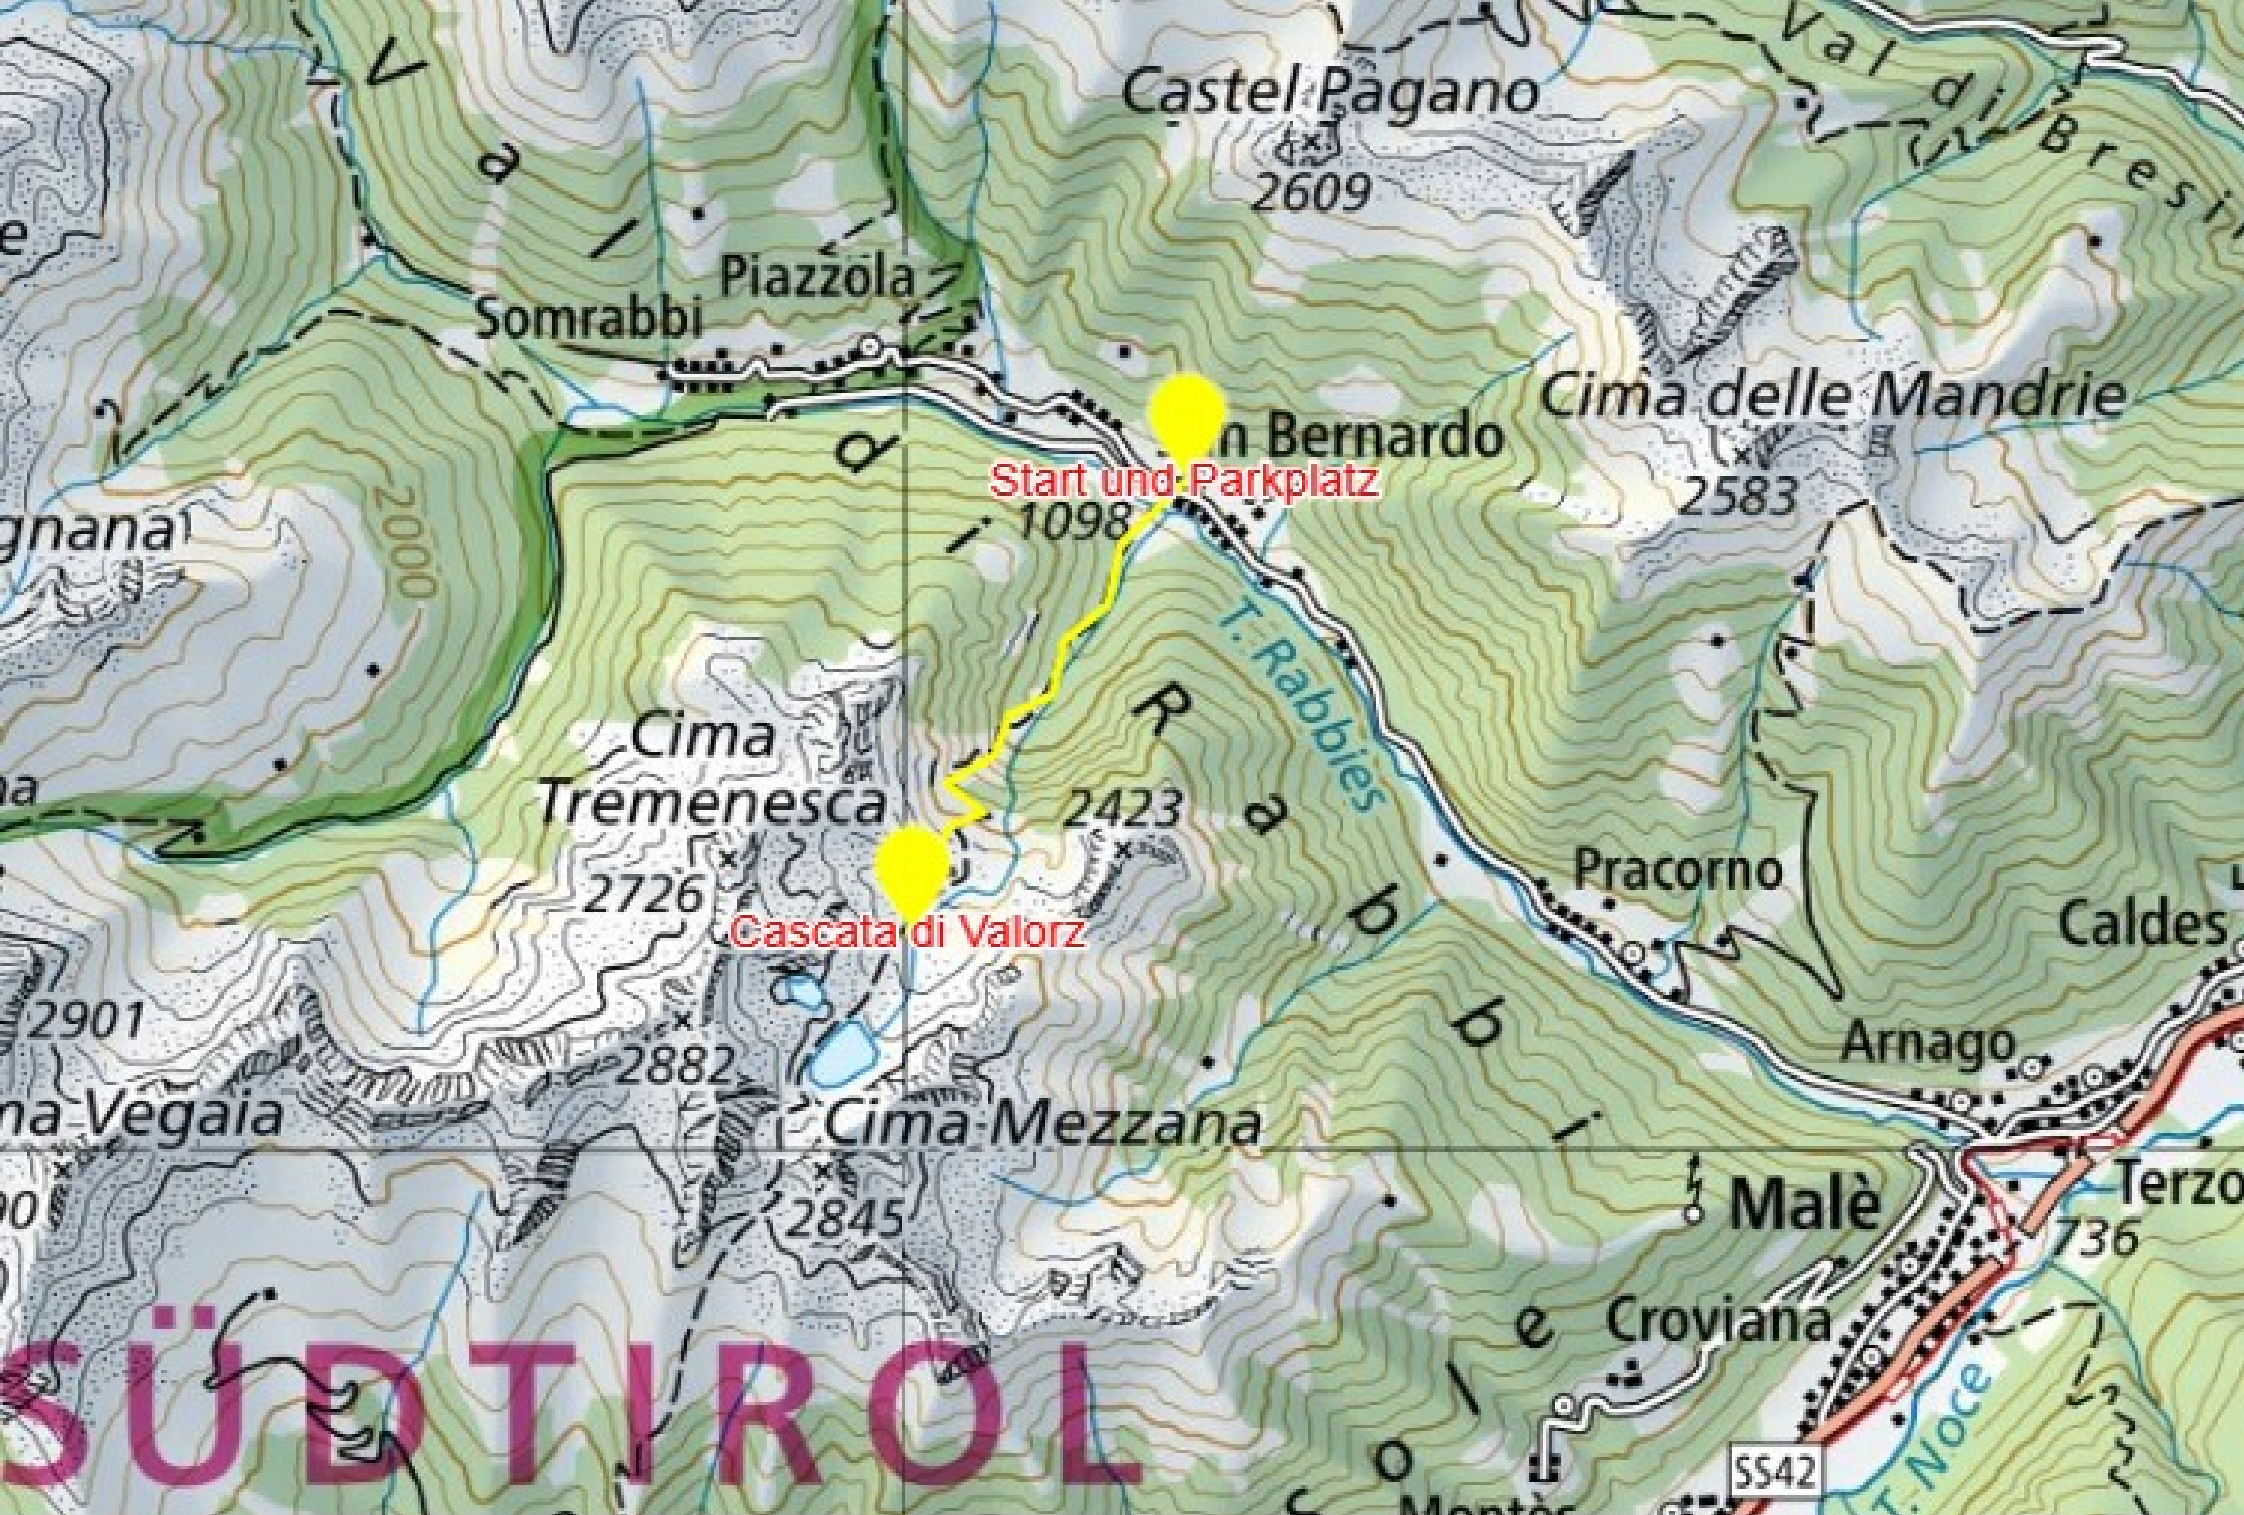 Val di Bresi
Castel Pagano
2609
Piazzola
Somrabbi
Cima delle Mandrie
2583
n Bernardo
Start und Parkplatz
1098
2000
gnana
Val di Rabbi
T. Rabbies
Cima
Tremenesca
2423
2726
Cascata di Valorz
Pracorno
Caldes
2901
2882
Arnago
ma Vegaia
Cima Mezzana
2845
Malè
Terzo
736
Croviana
SÜDTIROL
SS42
T. Noce